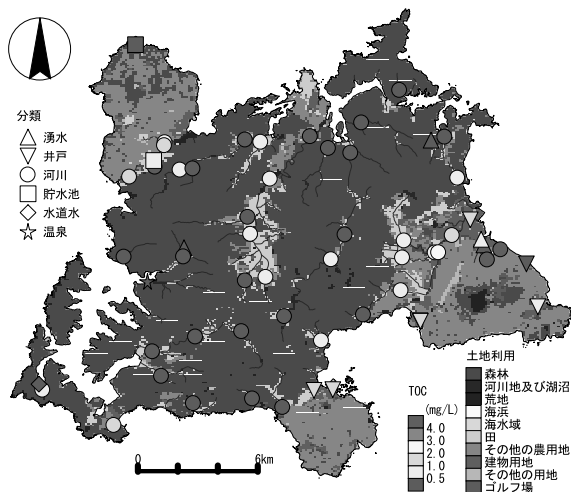 分類
湧水
井戸
河川
貯水池
水道水
温泉
0
6km
TOC
(mg/L)
4.0
3.0
2.0
1.0
0.5
土地利用
森林
河川地及び湖沼
荒地
海浜
海水域
田
その他の農用地
建物用地
その他の用地
ゴルフ場